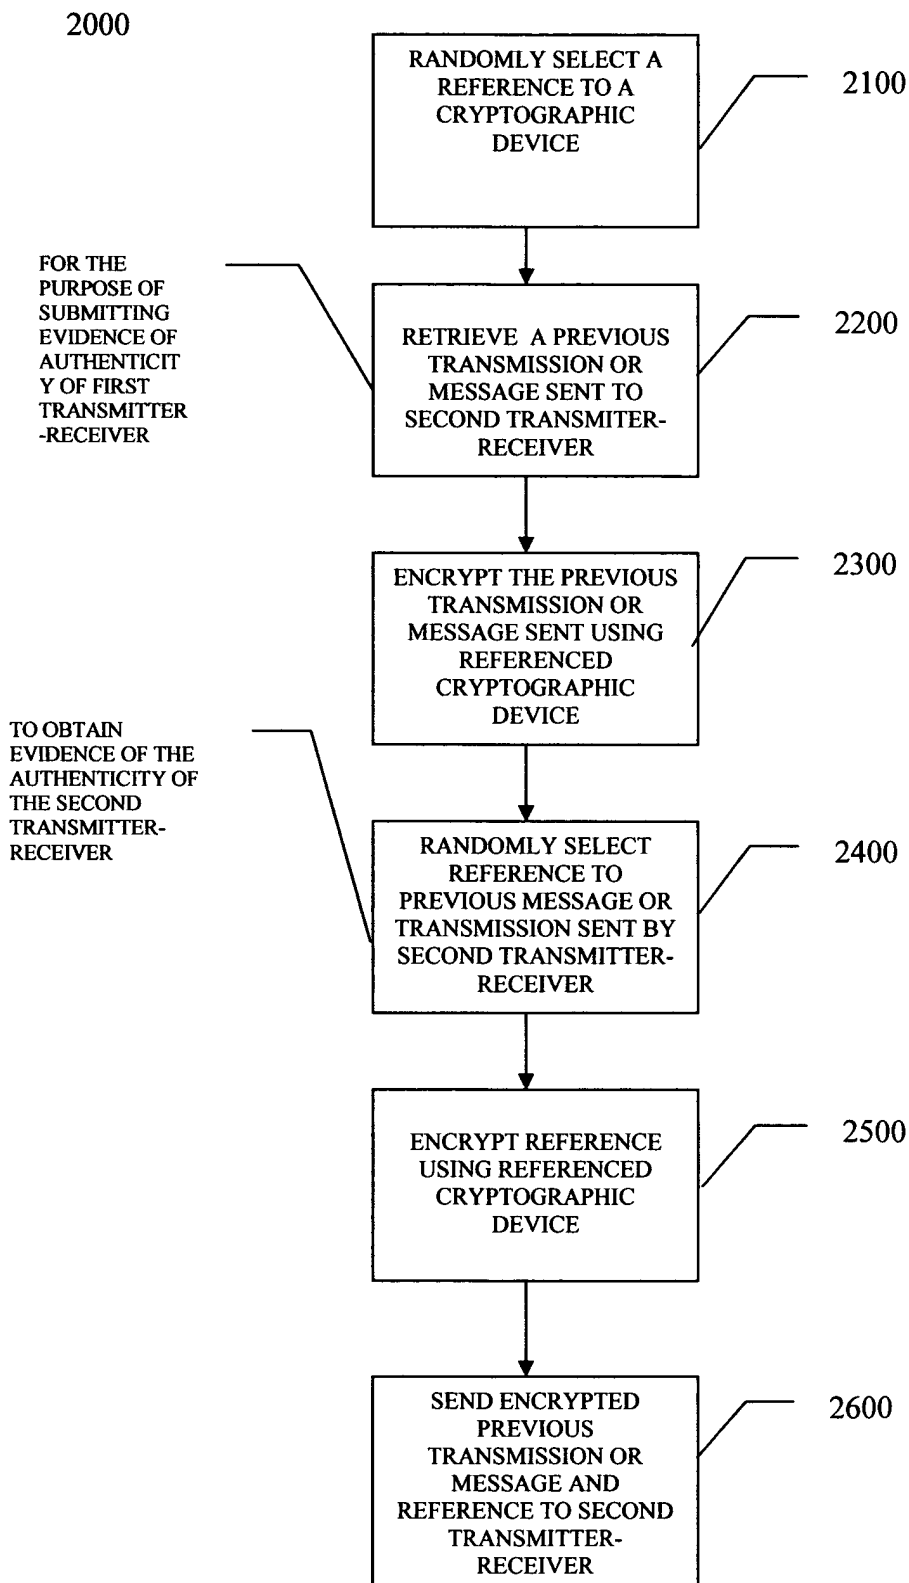 2000
RANDOMLY SELECT A
REFERENCE TO A
CRYPTOGRAPHIC
DEVICE
2100
FOR THE
PURPOSE OF
SUBMITTING
EVIDENCE OF
AUTHENTICIT
Y OF FIRST
TRANSMITTER
-RECEIVER
RETRIEVE A PREVIOUS
TRANSMISSION OR
MESSAGE SENT TO
SECOND TRANSMITER-
RECEIVER
2200
ENCRYPT THE PREVIOUS
TRANSMISSION OR
MESSAGE SENT USING
REFERENCED
CRYPTOGRAPHIC
DEVICE
2300
TO OBTAIN
EVIDENCE OF THE
AUTHENTICITY OF
THE SECOND
TRANSMITTER-
RECEIVER
RANDOMLY SELECT
REFERENCE TO
PREVIOUS MESSAGE OR
TRANSMISSION SENT BY
SECOND TRANSMITTER-
RECEIVER
2400
ENCRYPT REFERENCE
USING REFERENCED
CRYPTOGRAPHIC
DEVICE
2500
SEND ENCRYPTED
PREVIOUS
TRANSMISSION OR
MESSAGE AND
REFERENCE TO SECOND
TRANSMITTER-
RECEIVER
2600